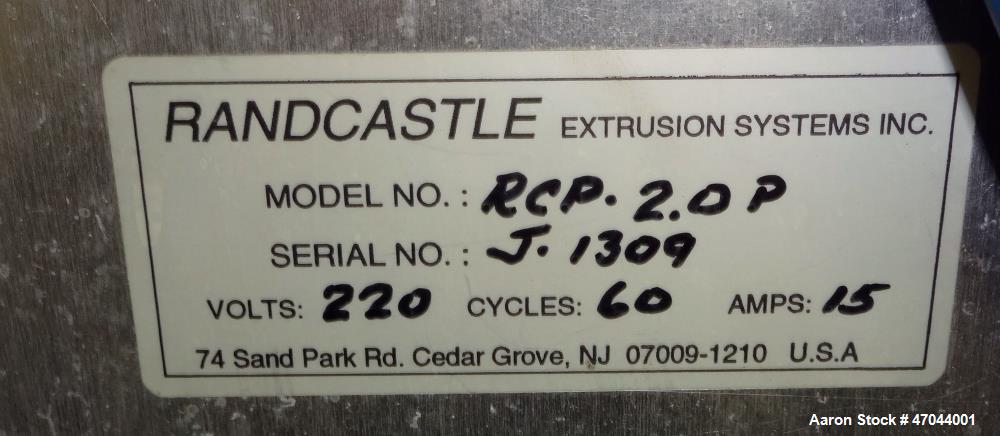 RANDCASTLE EXTRUSION SYSTEMS INC.
MODEL NO. : RCP. 2.0 P
SERIAL NO. : J. 1309
VOLTS: 220 CYCLES: 60 AMPS: 15
74 Sand Park Rd. Cedar Grove, NJ 07009-1210 U.S.A
Aaron Stock # 47044001